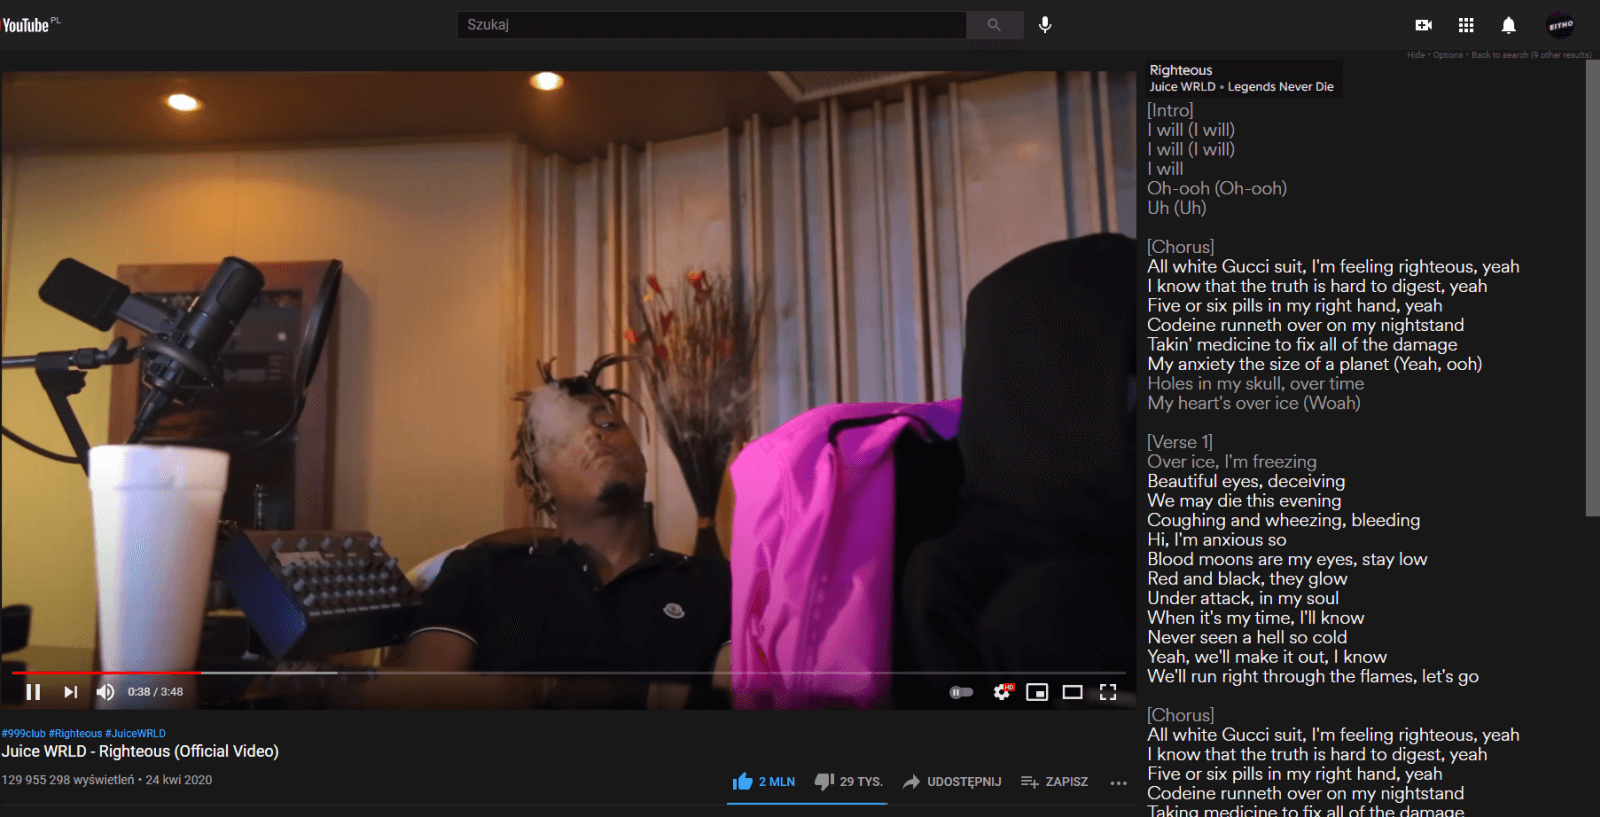 YouTube PL
Szukaj
EITHO
Hide • Options • Back to search (9 other results)
Righteous
Juice WRLD • Legends Never Die
[Intro]
I will (I will)
I will (I will)
I will
Oh-ooh (Oh-ooh)
Uh (Uh)
[Chorus]
All white Gucci suit, I'm feeling righteous, yeah
I know that the truth is hard to digest, yeah
Five or six pills in my right hand, yeah
Codeine runneth over on my nightstand
Takin' medicine to fix all of the damage
My anxiety the size of a planet (Yeah, ooh)
Holes in my skull, over time
My heart's over ice (Woah)
[Verse 1]
Over ice, I'm freezing
Beautiful eyes, deceiving
We may die this evening
Coughing and wheezing, bleeding
Hi, I'm anxious so
Blood moons are my eyes, stay low
Red and black, they glow
Under attack, in my soul
When it's my time, I'll know
Never seen a hell so cold
Yeah, we'll make it out, I know
We'll run right through the flames, let's go
[Chorus]
All white Gucci suit, I'm feeling righteous, yeah
I know that the truth is hard to digest, yeah
Five or six pills in my right hand, yeah
Codeine runneth over on my nightstand
Taking medicine to fix all of the damage
0:38 / 3:48
HD
#999club #Righteous #JuiceWRLD
Juice WRLD - Righteous (Official Video)
129 955 298 wyświetleń • 24 kwi 2020
2 MLN
29 TYS.
UDOSTĘPNIJ
ZAPISZ